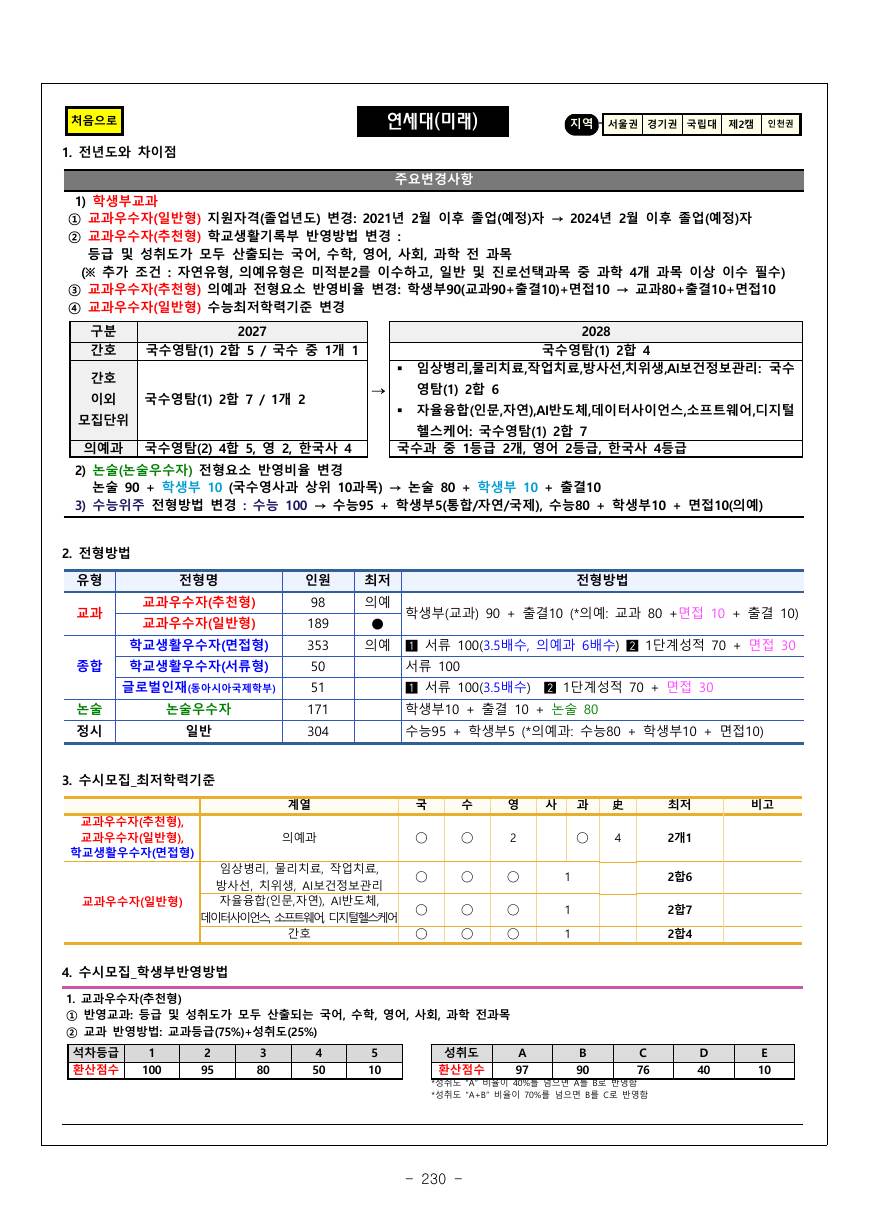 처음으로
연세대(미래)
지역 서울권 경기권 국립대 제2캠 인천권
1. 전년도와 차이점
주요변경사항
1) 학생부교과
① 교과우수자(일반형) 지원자격(졸업년도) 변경: 2021년 2월 이후 졸업(예정)자 → 2024년 2월 이후 졸업(예정)자
② 교과우수자(추천형) 학교생활기록부 반영방법 변경 :
등급 및 성취도가 모두 산출되는 국어, 수학, 영어, 사회, 과학 전 과목
(※ 추가 조건 : 자연유형, 의예유형은 미적분2를 이수하고, 일반 및 진로선택과목 중 과학 4개 과목 이상 이수 필수)
③ 교과우수자(추천형) 의예과 전형요소 반영비율 변경: 학생부90(교과90+출결10)+면접10 → 교과80+출결10+면접10
④ 교과우수자(일반형) 수능최저학력기준 변경
구분 2027 2028
간호 국수영탐(1) 2합 5 / 국수 중 1개 1 국수영탐(1) 2합 4
간호
이외
모집단위
국수영탐(1) 2합 7 / 1개 2
→
▪ 임상병리,물리치료,작업치료,방사선,치위생,AI보건정보관리: 국수
영탐(1) 2합 6
▪ 자율융합(인문,자연),AI반도체,데이터사이언스,소프트웨어,디지털
헬스케어: 국수영탐(1) 2합 7
의예과 국수영탐(2) 4합 5, 영 2, 한국사 4 국수과 중 1등급 2개, 영어 2등급, 한국사 4등급
2) 논술(논술우수자) 전형요소 반영비율 변경
논술 90 + 학생부 10 (국수영사과 상위 10과목) → 논술 80 + 학생부 10 + 출결10
3) 수능위주 전형방법 변경 : 수능 100 → 수능95 + 학생부5(통합/자연/국제), 수능80 + 학생부10 + 면접10(의예)
2. 전형방법
유형 전형명 인원 최저 전형방법
교과 교과우수자(추천형) 98 의예 학생부(교과) 90 + 출결10 (*의예: 교과 80 +면접 10 + 출결 10)
교과우수자(일반형) 189 ●
종합 학교생활우수자(면접형) 353 의예 1 서류 100(3.5배수, 의예과 6배수) 2 1단계성적 70 + 면접 30
학교생활우수자(서류형) 50 서류 100
글로벌인재(동아시아국제학부) 51 1 서류 100(3.5배수) 2 1단계성적 70 + 면접 30
논술 논술우수자 171 학생부10 + 출결 10 + 논술 80
정시 일반 304 수능95 + 학생부5 (*의예과: 수능80 + 학생부10 + 면접10)
3. 수시모집_최저학력기준
계열 국 수 영 사 과 史 최저 비고
교과우수자(추천형),
교과우수자(일반형),
학교생활우수자(면접형)
의예과 ○ ○ 2 ○ 4 2개1
교과우수자(일반형)
임상병리, 물리치료, 작업치료,
방사선, 치위생, AI보건정보관리
○ ○ ○ 1 2합6
자율융합(인문,자연), AI반도체,
데이터사이언스, 소프트웨어, 디지털헬스케어
○ ○ ○ 1 2합7
간호 ○ ○ ○ 1 2합4
4. 수시모집_학생부반영방법
1. 교과우수자(추천형)
① 반영교과: 등급 및 성취도가 모두 산출되는 국어, 수학, 영어, 사회, 과학 전과목
② 교과 반영방법: 교과등급(75%)+성취도(25%)
석차등급 1 2 3 4 5
환산점수 100 95 80 50 10
성취도 A B C D E
환산점수 97 90 76 40 10
*성취도 "A" 비율이 40%를 넘으면 A를 B로 반영함
*성취도 "A+B" 비율이 70%를 넘으면 B를 C로 반영함
- 230 -